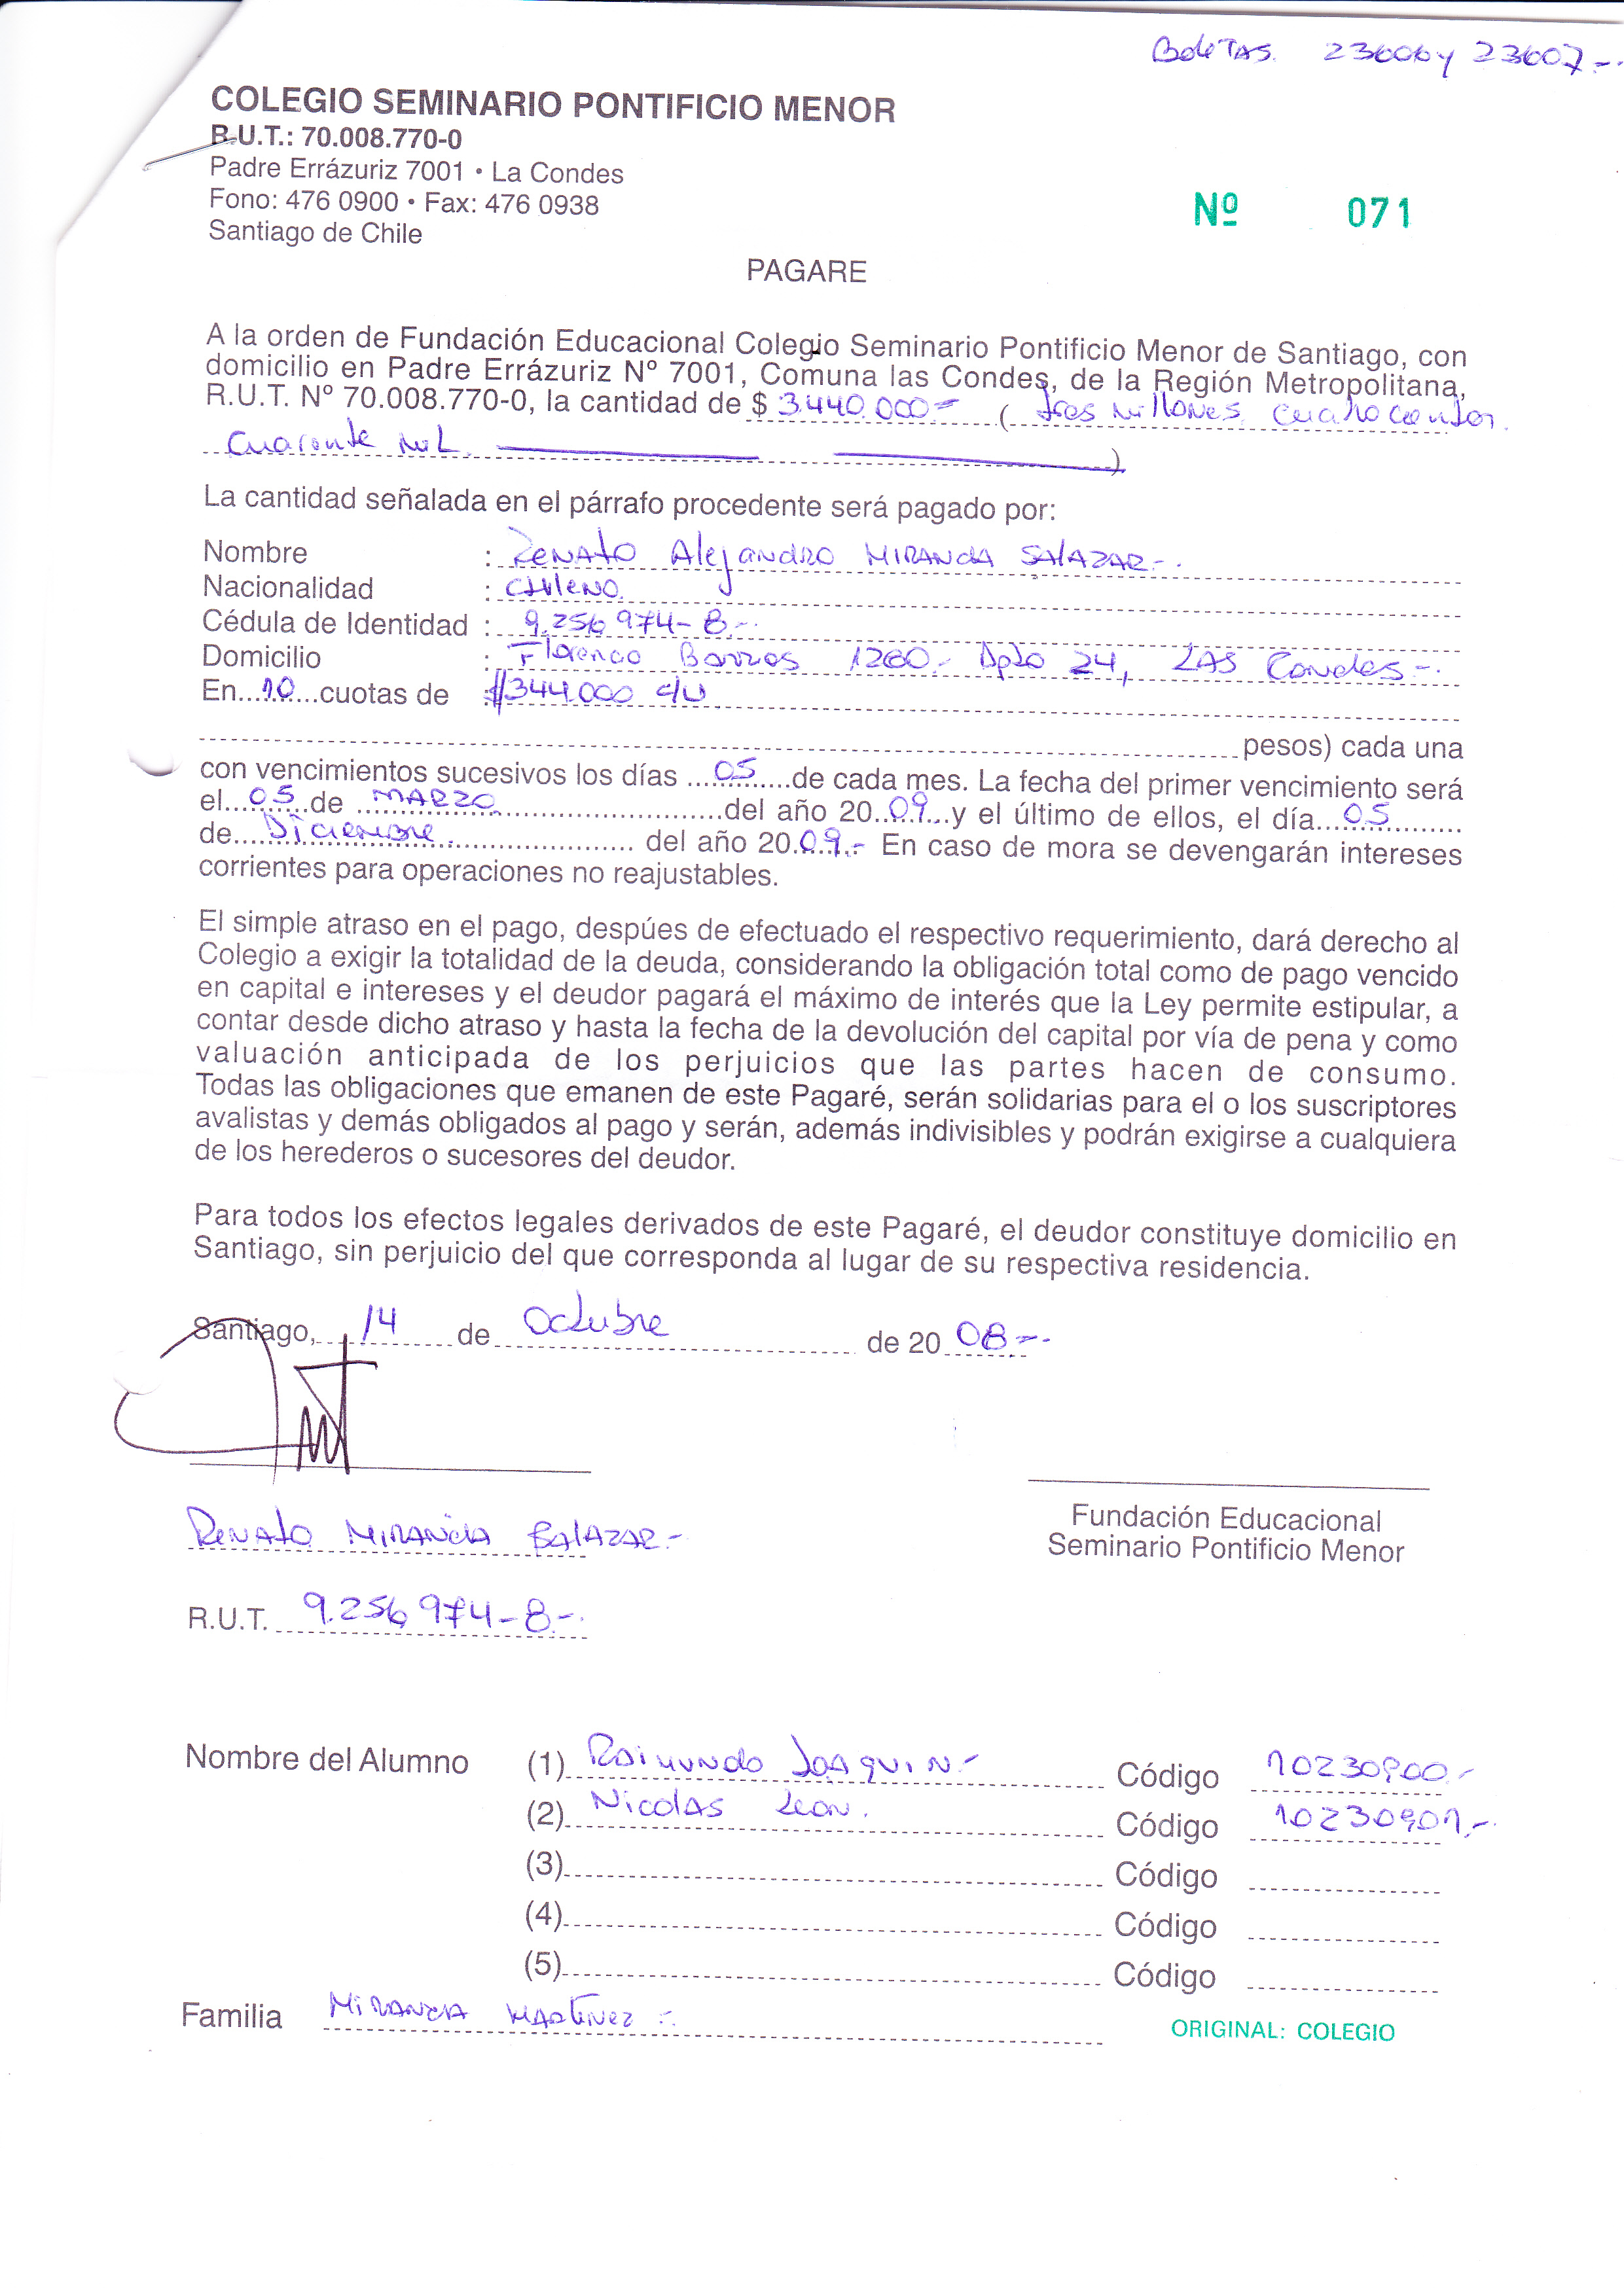 Boletas. 23606 y 23607.-
COLEGIO SEMINARIO PONTIFICIO MENOR
R.U.T.: 70.008.770-0
Padre Errázuriz 7001 • La Condes
Fono: 476 0900 • Fax: 476 0938
Santiago de Chile
Nº 071
PAGARE
A la orden de Fundación Educacional Colegio Seminario Pontificio Menor de Santiago, con
domicilio en Padre Errázuriz Nº 7001, Comuna las Condes, de la Región Metropolitana,
R.U.T. Nº 70.008.770-0, la cantidad de $ 3.440.000= (Tres Millones cuatrocientos
cuarenta mil )
La cantidad señalada en el párrafo procedente será pagado por:
Nombre : Renato Alejandro Miranda Salazar.-
Nacionalidad : Chileno
Cédula de Identidad : 9.256.974-8.-
Domicilio : Florencio Barrios 1260.- Dpto 24, Las Condes.-
En 10 cuotas de : $344.000 c/u
pesos) cada una
con vencimientos sucesivos los días 05 de cada mes. La fecha del primer vencimiento será
el 05 de Marzo del año 2009 y el último de ellos, el día 05
de Diciembre del año 2009.- En caso de mora se devengarán intereses
corrientes para operaciones no reajustables.
El simple atraso en el pago, despúes de efectuado el respectivo requerimiento, dará derecho al
Colegio a exigir la totalidad de la deuda, considerando la obligación total como de pago vencido
en capital e intereses y el deudor pagará el máximo de interés que la Ley permite estipular, a
contar desde dicho atraso y hasta la fecha de la devolución del capital por vía de pena y como
valuación anticipada de los perjuicios que las partes hacen de consumo.
Todas las obligaciones que emanen de este Pagaré, serán solidarias para el o los suscriptores
avalistas y demás obligados al pago y serán, además indivisibles y podrán exigirse a cualquiera
de los herederos o sucesores del deudor.
Para todos los efectos legales derivados de este Pagaré, el deudor constituye domicilio en
Santiago, sin perjuicio del que corresponda al lugar de su respectiva residencia.
Santiago, 14 de Octubre de 2008.-
Renato Miranda Salazar.-
Fundación Educacional
Seminario Pontificio Menor
R.U.T. 9.256.974-8-.
Nombre del Alumno (1) Raimundo Joaquin.- Código 10230900.-
(2) Nicolas Leon. Código 10230901.-
(3) Código
(4) Código
(5) Código
Familia Miranda Martinez.-
ORIGINAL: COLEGIO